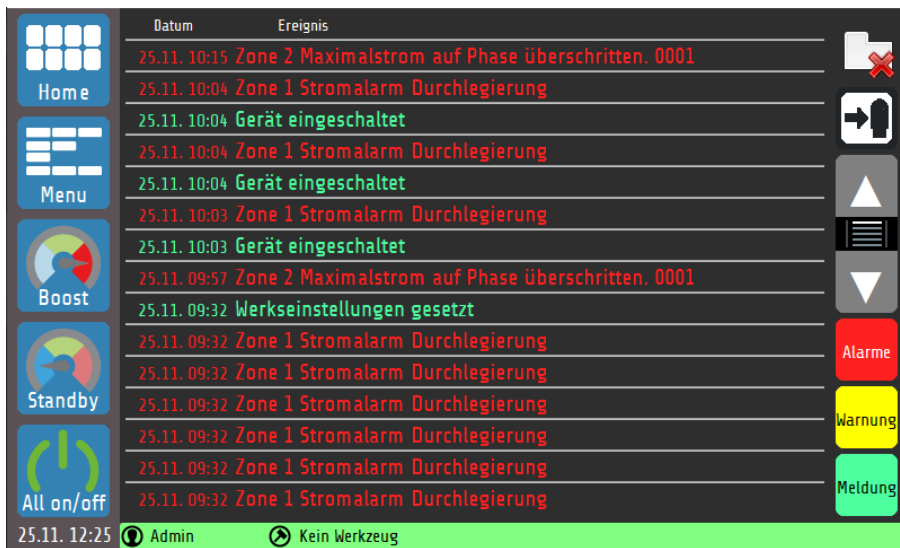 Datum Ereignis
25.11. 10:15 Zone 2 Maximalstrom auf Phase überschritten. 0001
25.11. 10:04 Zone 1 Stromalarm Durchlegierung
25.11. 10:04 Gerät eingeschaltet
25.11. 10:04 Zone 1 Stromalarm Durchlegierung
25.11. 10:04 Gerät eingeschaltet
25.11. 10:03 Zone 1 Stromalarm Durchlegierung
25.11. 10:03 Gerät eingeschaltet
25.11. 09:57 Zone 2 Maximalstrom auf Phase überschritten. 0001
25.11. 09:32 Werkseinstellungen gesetzt
25.11. 09:32 Zone 1 Stromalarm Durchlegierung
25.11. 09:32 Zone 1 Stromalarm Durchlegierung
25.11. 09:32 Zone 1 Stromalarm Durchlegierung
25.11. 09:32 Zone 1 Stromalarm Durchlegierung
25.11. 09:32 Zone 1 Stromalarm Durchlegierung
25.11. 09:32 Zone 1 Stromalarm Durchlegierung
Home
Menu
Boost
Standby
All on/off
Alarme
Warnung
Meldung
25.11. 12:25 Admin Kein Werkzeug